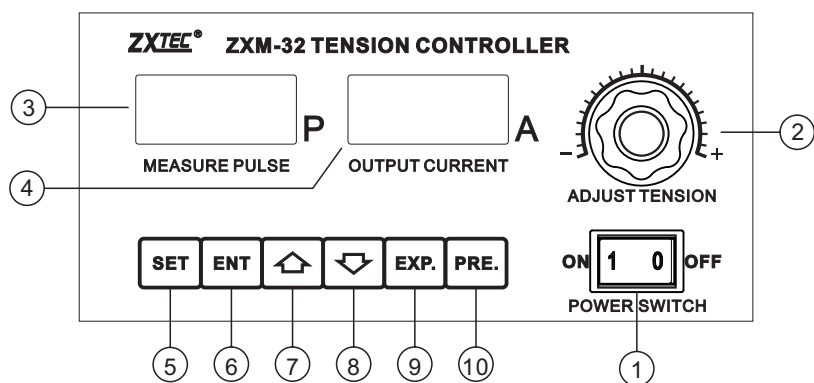 ZXTEC® ZXM-32 TENSION CONTROLLER
3 P A 2
MEASURE PULSE OUTPUT CURRENT - +
4
ADJUST TENSION
SET ENT EXP. PRE. ON 1 0 OFF
POWER SWITCH
5 6 7 8 9 10 1